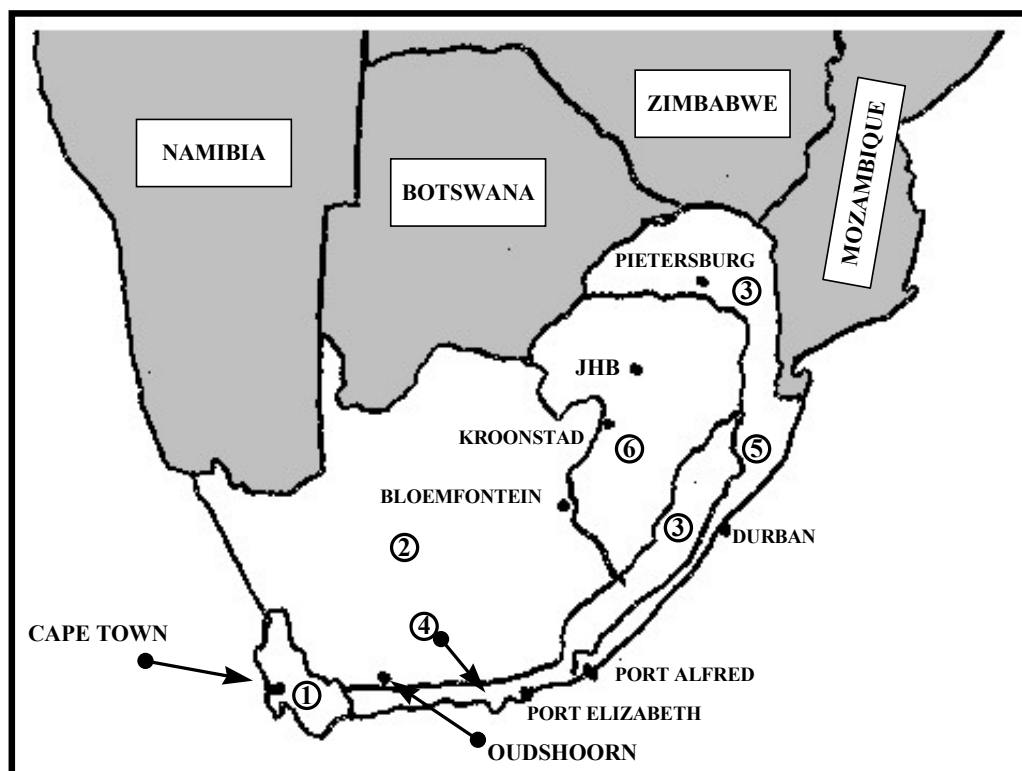 ZIMBABWE
NAMIBIA
BOTSWANA
MOZAMBIQUE
PIETERSBURG
3
JHB
KROONSTAD
6
5
BLOEMFONTEIN
2
3
DURBAN
4
CAPE TOWN
1
PORT ALFRED
PORT ELIZABETH
OUDSHOORN